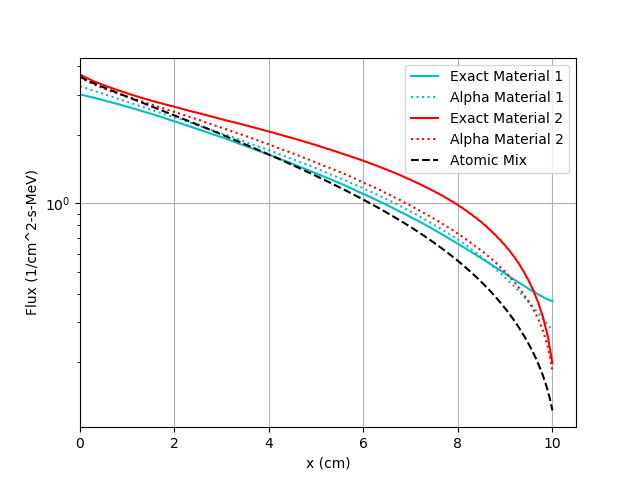 Exact Material 1
Alpha Material 1
Exact Material 2
Alpha Material 2
Atomic Mix
Flux (1/cm^2-s-MeV)
10⁰
0 2 4 6 8 10
x (cm)